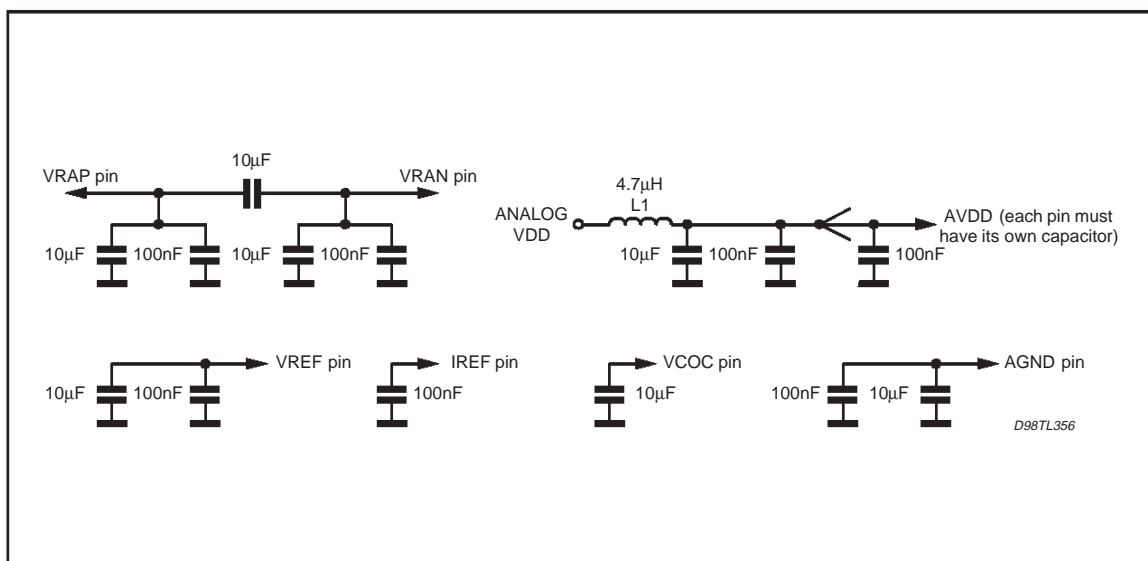 10µF
VRAP pin
VRAN pin
10µF
100nF
10µF
100nF
4.7µH
L1
ANALOG
VDD
10µF
100nF
100nF
AVDD (each pin must
have its own capacitor)
VREF pin
10µF
100nF
IREF pin
100nF
VCOC pin
10µF
AGND pin
100nF
10µF
D98TL356